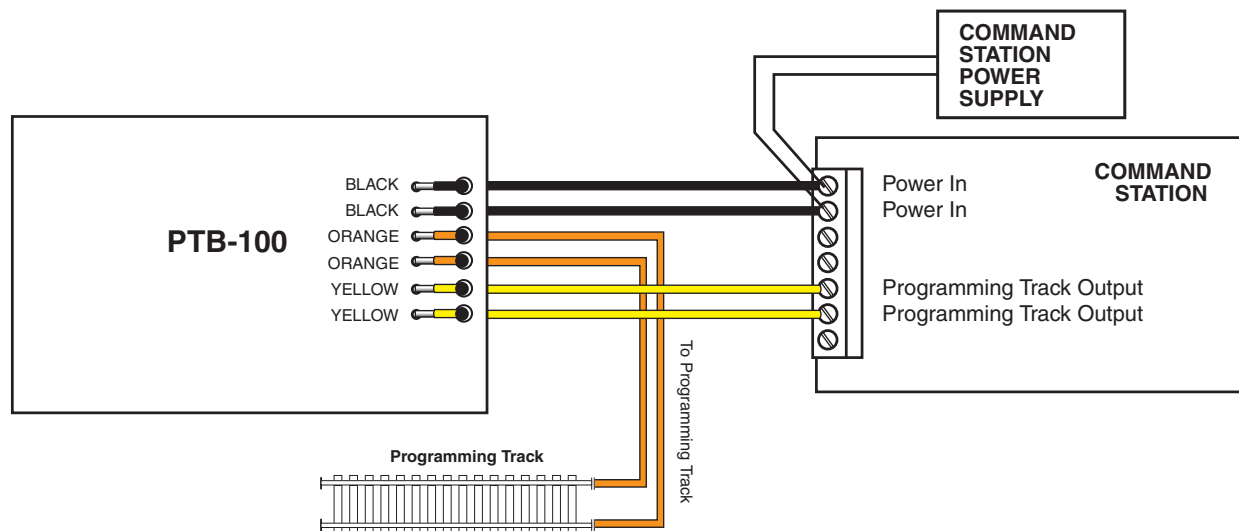 COMMAND
STATION
POWER
SUPPLY
PTB-100
BLACK
BLACK
ORANGE
ORANGE
YELLOW
YELLOW
Power In
Power In
Programming Track Output
Programming Track Output
COMMAND
STATION
To Programming Track
Programming Track